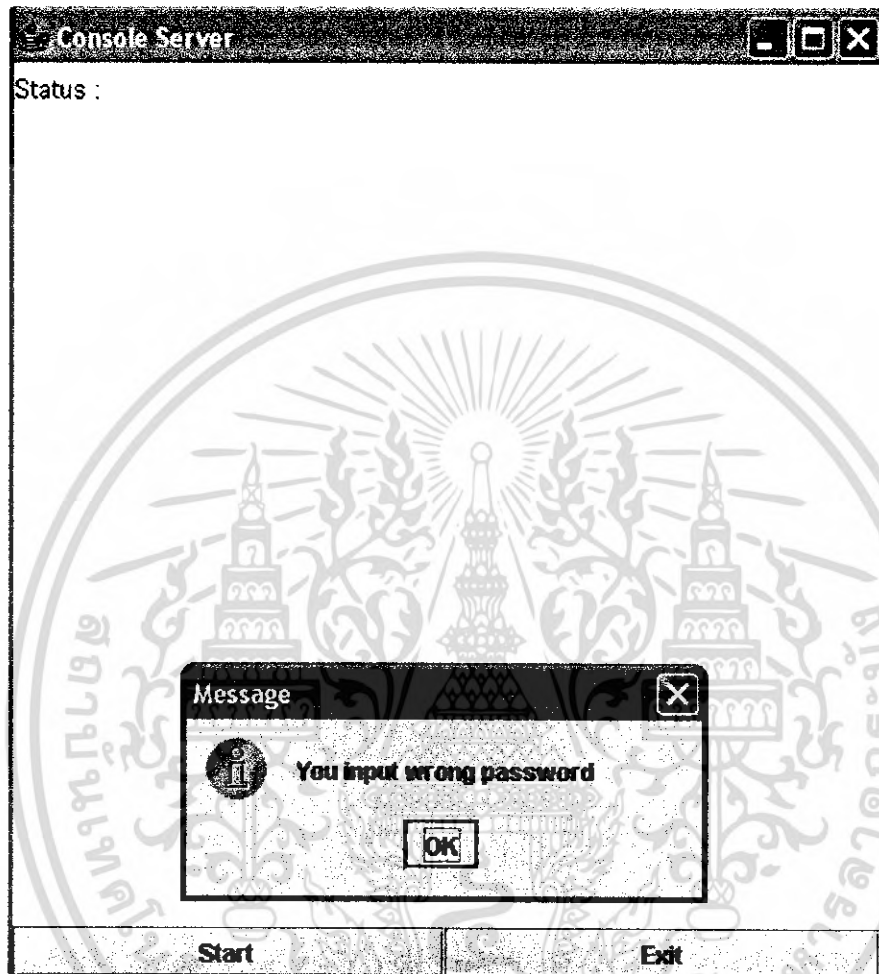 Console Server
Status :
Message
You input wrong password
OK
Start
Exit